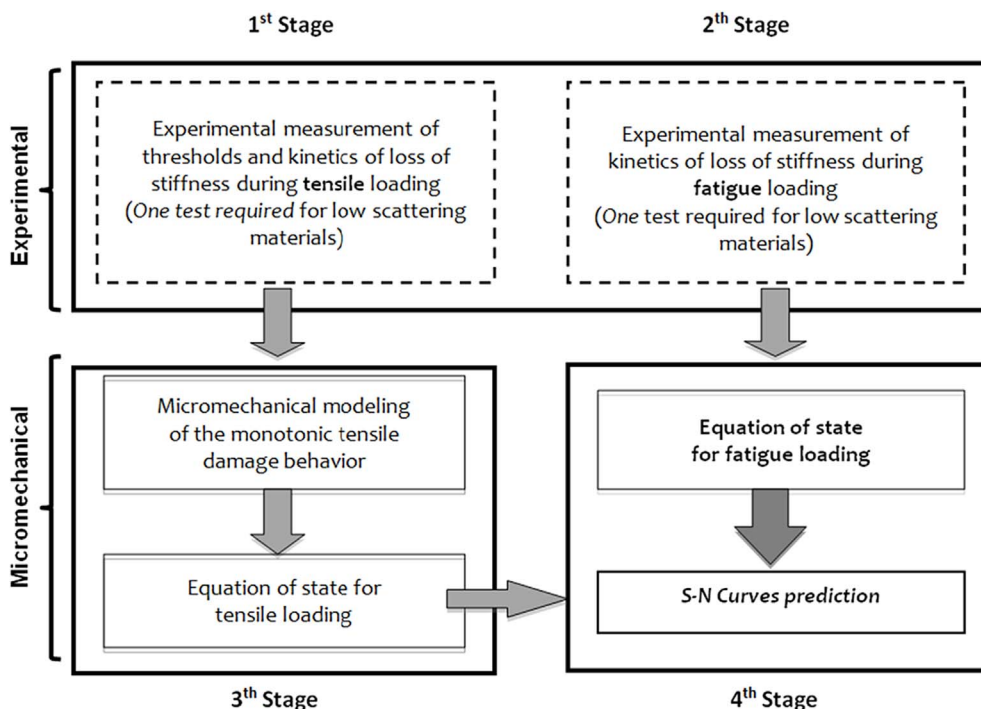 1st Stage
2th Stage
Experimental
Experimental measurement of
thresholds and kinetics of loss of
stiffness during tensile loading
(One test required for low scattering
materials)
Experimental measurement of
kinetics of loss of stiffness during
fatigue loading
(One test required for low scattering
materials)
Micromechanical
Micromechanical modeling
of the monotonic tensile
damage behavior
Equation of state for
tensile loading
Equation of state
for fatigue loading
S-N Curves prediction
3th Stage
4th Stage